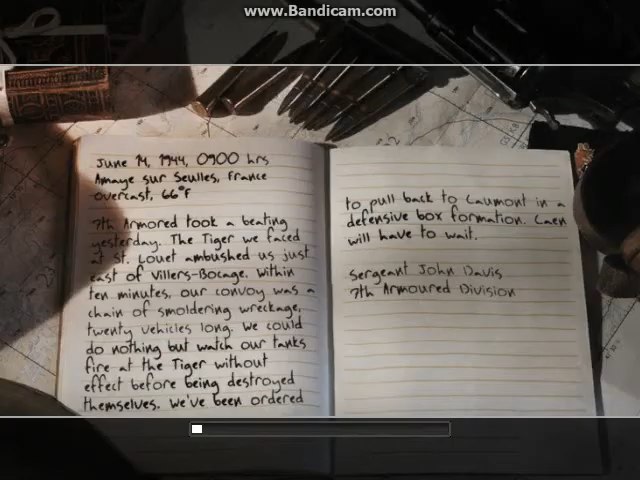 www.Bandicam.com
June 14, 1944, 0900 hrs
Amaye sur Seulles, France
Overcast, 66°F
7th Armored took a beating
yesterday. The Tiger we faced
at St. Louet ambushed us just
east of Villers-Bocage. Within
ten minutes, our convoy was a
chain of smoldering wreckage,
twenty vehicles long. We could
do nothing but watch our tanks
fire at the Tiger without
effect before being destroyed
themselves. We've been ordered
to pull back to Caumont in a
defensive box formation. Caen
will have to wait.
Sergeant John Davis
7th Armoured Division